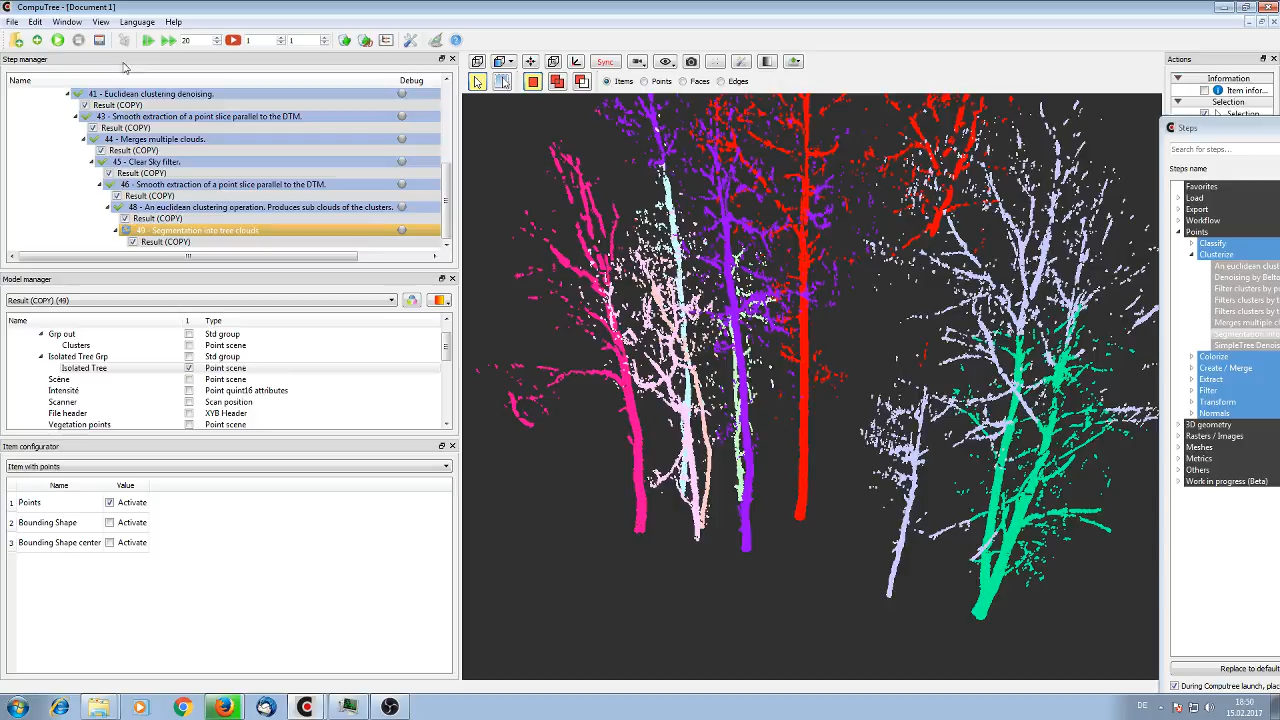 CompuTree - [Document1]
File Edit Window View Language Help
20 1 1
Step manager
Name Debug
41 - Euclidean clustering denoising.
Result (COPY)
43 - Smooth extraction of a point slice parallel to the DTM.
Result (COPY)
44 - Merges multiple clouds.
Result (COPY)
45 - Clear Sky filter.
Result (COPY)
46 - Smooth extraction of a point slice parallel to the DTM.
Result (COPY)
48 - An euclidean clustering operation. Produces sub clouds of the clusters.
Result (COPY)
49 - Segmentation into tree clouds
Result (COPY)
Model manager
Result (COPY) (49)
Name 1 Type
Grp out Std group
Clusters Point scene
Isolated Tree Grp Std group
Isolated Tree Point scene
Scène Point scene
Intensité Point quint16 attributes
Scanner Scan position
File header XYB Header
Vegetation points Point scene
Item configurator
Item with points
Name Value
1 Points Activate
2 Bounding Shape Activate
3 Bounding Shape center Activate
Sync
Items Points Faces Edges
Actions
Information
Item infor...
Selection
Selection
Steps
Search for steps...
Steps name
Favorites
Load
Export
Workflow
Points
Classify
Clusterize
An euclidean clust
Denoising by Belt
Filter clusters by p
Filters clusters by
Filters clusters by t
Merges multiple cl
Segmentation into
SimpleTree Denois
Colorize
Create / Merge
Extract
Filter
Transform
Normals
3D geometry
Rasters / Images
Meshes
Metrics
Others
Work in progress (Beta)
Replace to default
During Computree launch, plac
DE
18:50
15.02.2017